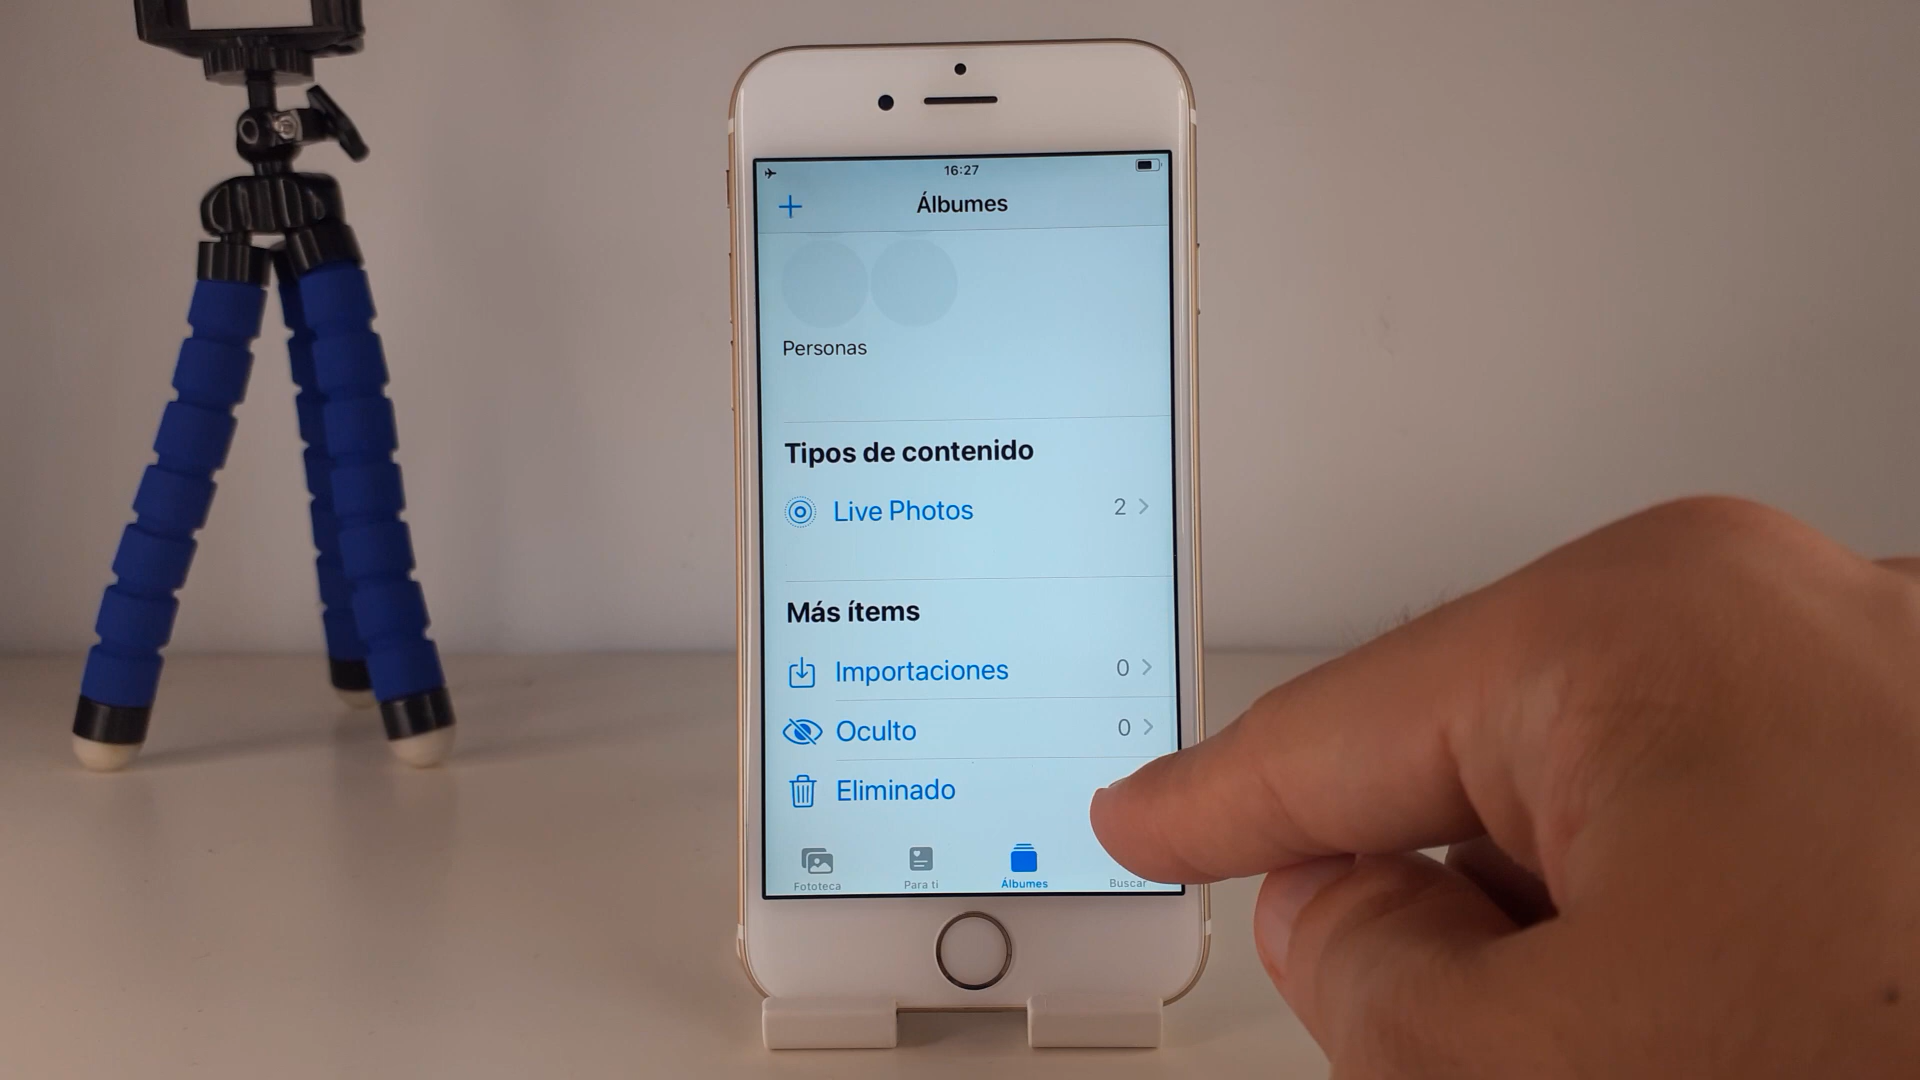 16:27
Álbumes
Personas
Tipos de contenido
Live Photos 2
Más ítems
Importaciones 0
Oculto 0
Eliminado
Fototeca Para ti Álbumes Buscar